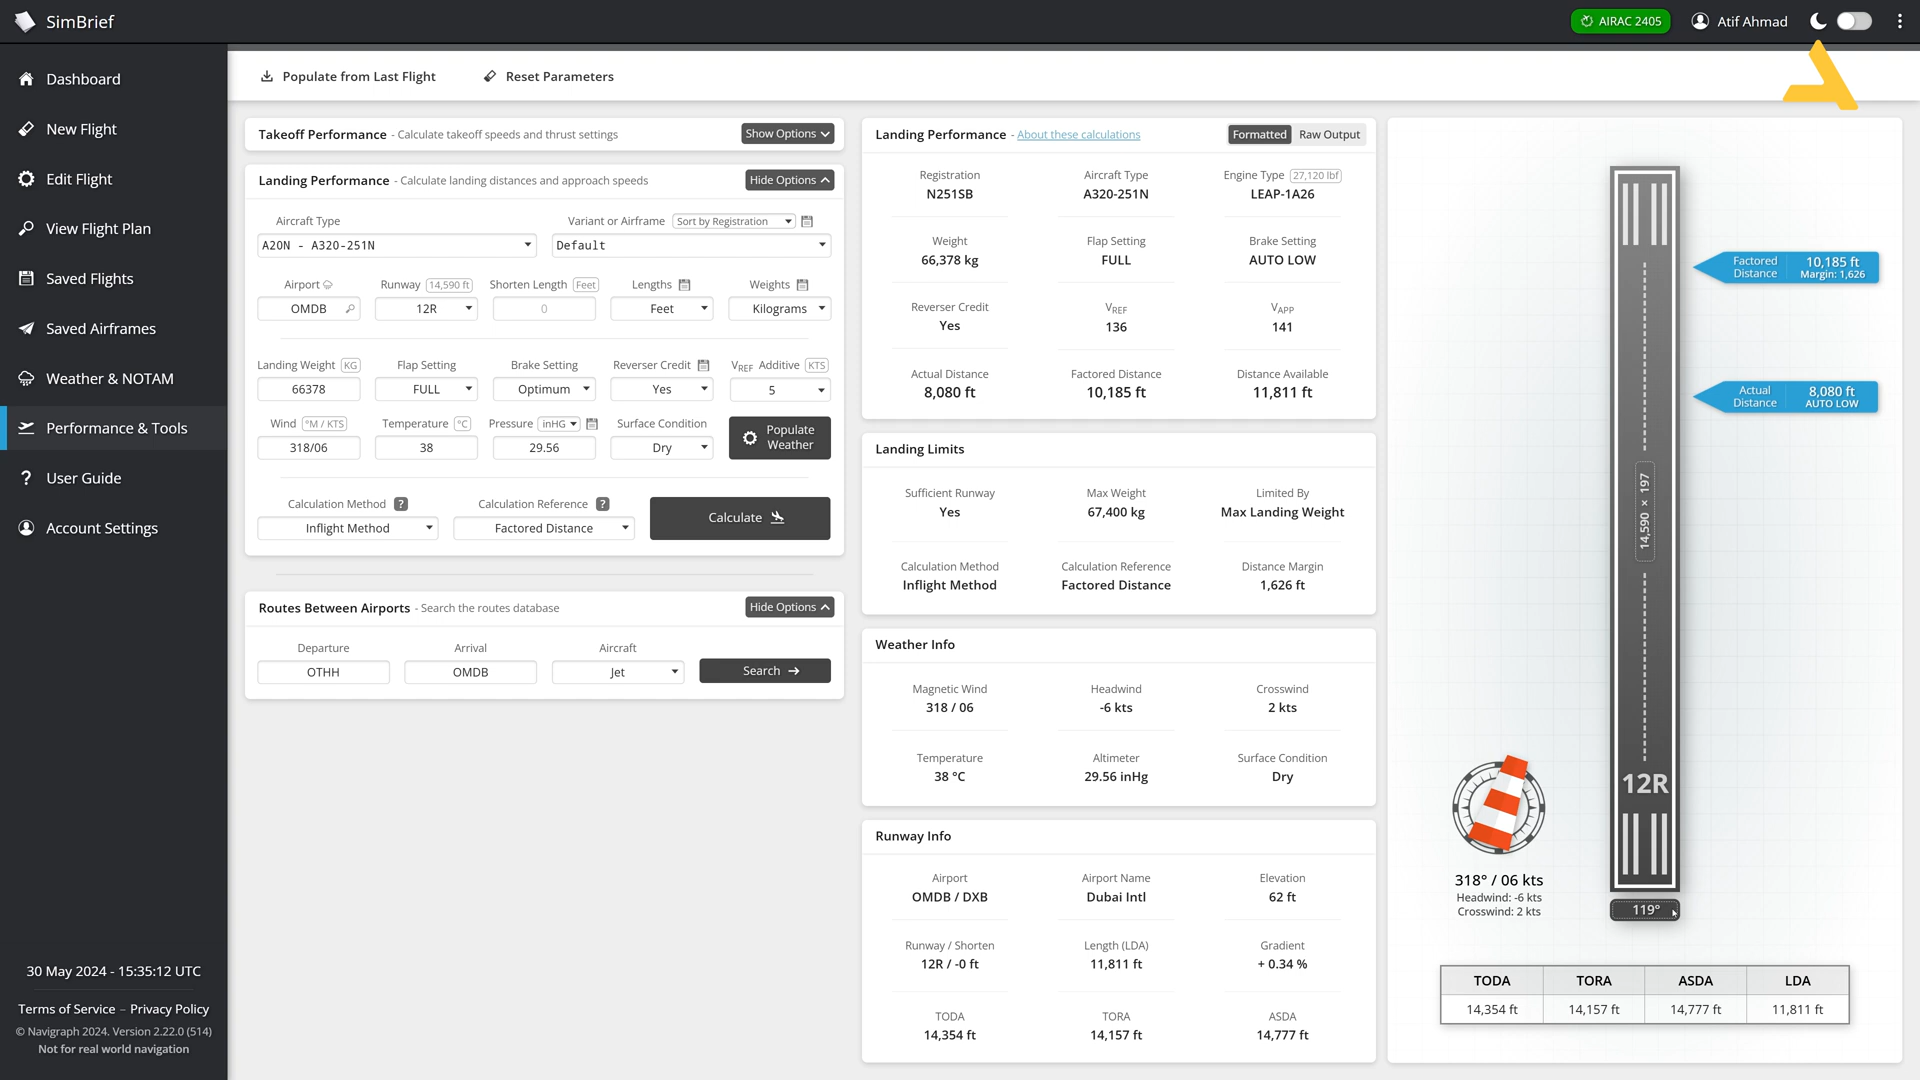 SimBrief
AIRAC 2405
Atif Ahmad
Dashboard
New Flight
Edit Flight
View Flight Plan
Saved Flights
Saved Airframes
Weather & NOTAM
Performance & Tools
User Guide
Account Settings
30 May 2024 - 15:35:12 UTC
Terms of Service – Privacy Policy
© Navigraph 2024. Version 2.22.0 (514)
Not for real world navigation
Populate from Last Flight
Reset Parameters
Takeoff Performance - Calculate takeoff speeds and thrust settings
Show Options
Landing Performance - Calculate landing distances and approach speeds
Hide Options
Aircraft Type
Variant or Airframe
Sort by Registration
A20N - A320-251N
Default
Airport
Runway 14,590 ft
Shorten Length Feet
Lengths
Weights
OMDB
12R
0
Feet
Kilograms
Landing Weight KG
Flap Setting
Brake Setting
Reverser Credit
VREF Additive KTS
66378
FULL
Optimum
Yes
5
Wind °M / KTS
Temperature °C
Pressure inHG
Surface Condition
318/06
38
29.56
Dry
Populate
Weather
Calculation Method ?
Calculation Reference ?
Inflight Method
Factored Distance
Calculate
Routes Between Airports - Search the routes database
Hide Options
Departure
Arrival
Aircraft
OTHH
OMDB
Jet
Search
Landing Performance - About these calculations
Formatted
Raw Output
Registration
Aircraft Type
Engine Type 27,120 lbf
N251SB
A320-251N
LEAP-1A26
Weight
Flap Setting
Brake Setting
66,378 kg
FULL
AUTO LOW
Reverser Credit
VREF
VAPP
Yes
136
141
Actual Distance
Factored Distance
Distance Available
8,080 ft
10,185 ft
11,811 ft
Landing Limits
Sufficient Runway
Max Weight
Limited By
Yes
67,400 kg
Max Landing Weight
Calculation Method
Calculation Reference
Distance Margin
Inflight Method
Factored Distance
1,626 ft
Weather Info
Magnetic Wind
Headwind
Crosswind
318 / 06
-6 kts
2 kts
Temperature
Altimeter
Surface Condition
38 °C
29.56 inHg
Dry
Runway Info
Airport
Airport Name
Elevation
OMDB / DXB
Dubai Intl
62 ft
Runway / Shorten
Length (LDA)
Gradient
12R / -0 ft
11,811 ft
+ 0.34 %
TODA
TORA
ASDA
14,354 ft
14,157 ft
14,777 ft
Factored
Distance
10,185 ft
Margin: 1,626
Actual
Distance
8,080 ft
AUTO LOW
14,590 × 197
12R
119°
318° / 06 kts
Headwind: -6 kts
Crosswind: 2 kts
TODA
TORA
ASDA
LDA
14,354 ft
14,157 ft
14,777 ft
11,811 ft